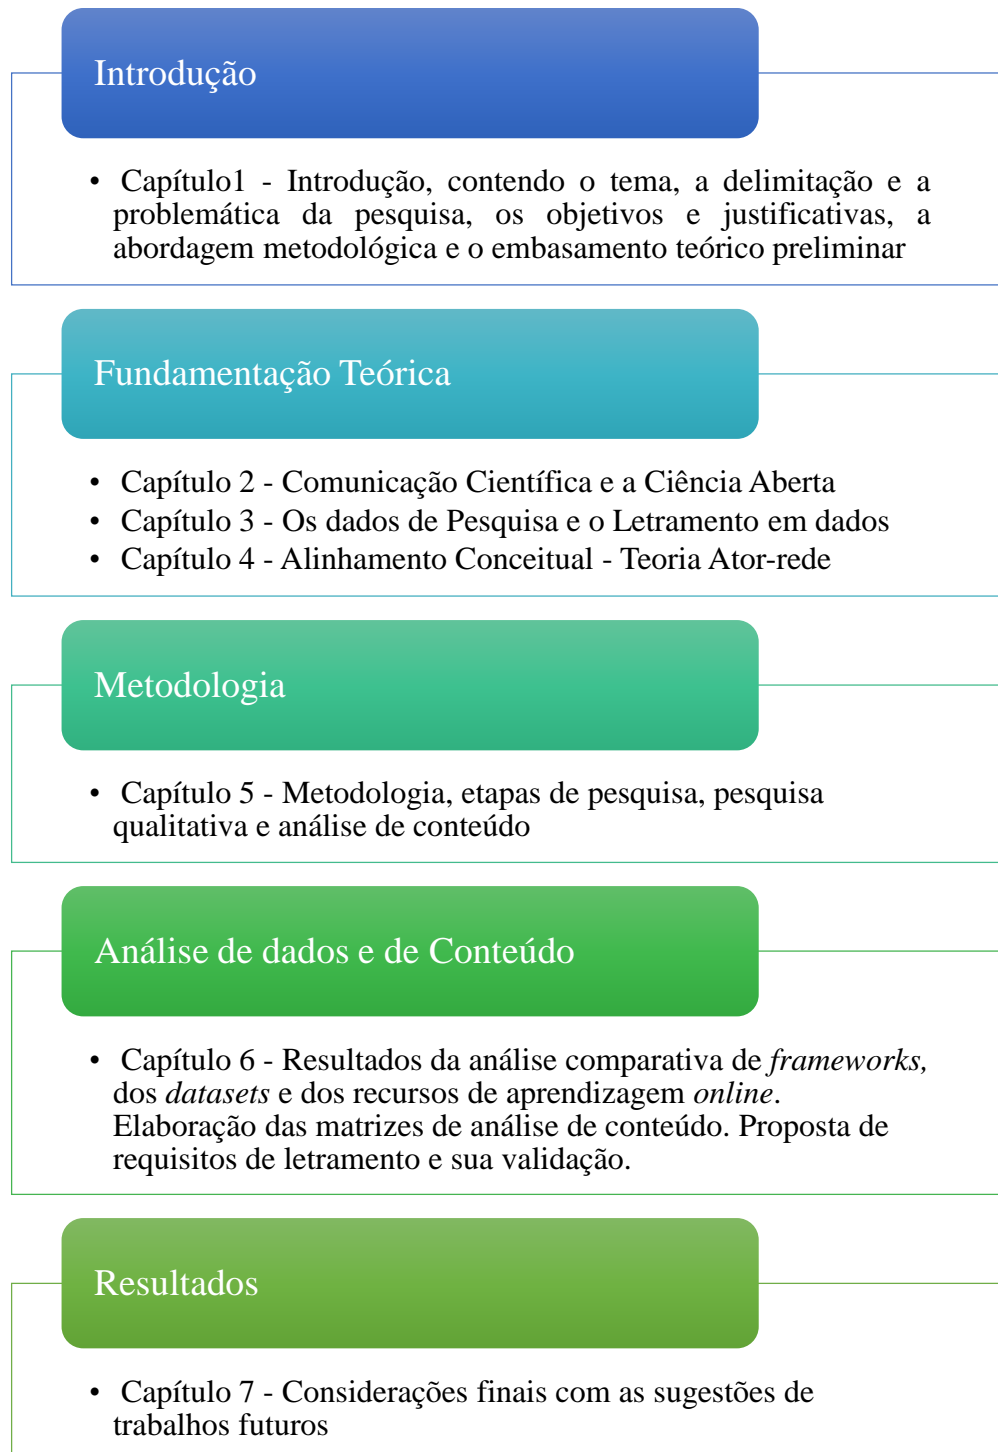 Introdução
• Capítulo1 - Introdução, contendo o tema, a delimitação e a
problemática da pesquisa, os objetivos e justificativas, a
abordagem metodológica e o embasamento teórico preliminar
Fundamentação Teórica
• Capítulo 2 - Comunicação Científica e a Ciência Aberta
• Capítulo 3 - Os dados de Pesquisa e o Letramento em dados
• Capítulo 4 - Alinhamento Conceitual - Teoria Ator-rede
Metodologia
• Capítulo 5 - Metodologia, etapas de pesquisa, pesquisa
qualitativa e análise de conteúdo
Análise de dados e de Conteúdo
• Capítulo 6 - Resultados da análise comparativa de frameworks,
dos datasets e dos recursos de aprendizagem online.
Elaboração das matrizes de análise de conteúdo. Proposta de
requisitos de letramento e sua validação.
Resultados
• Capítulo 7 - Considerações finais com as sugestões de
trabalhos futuros